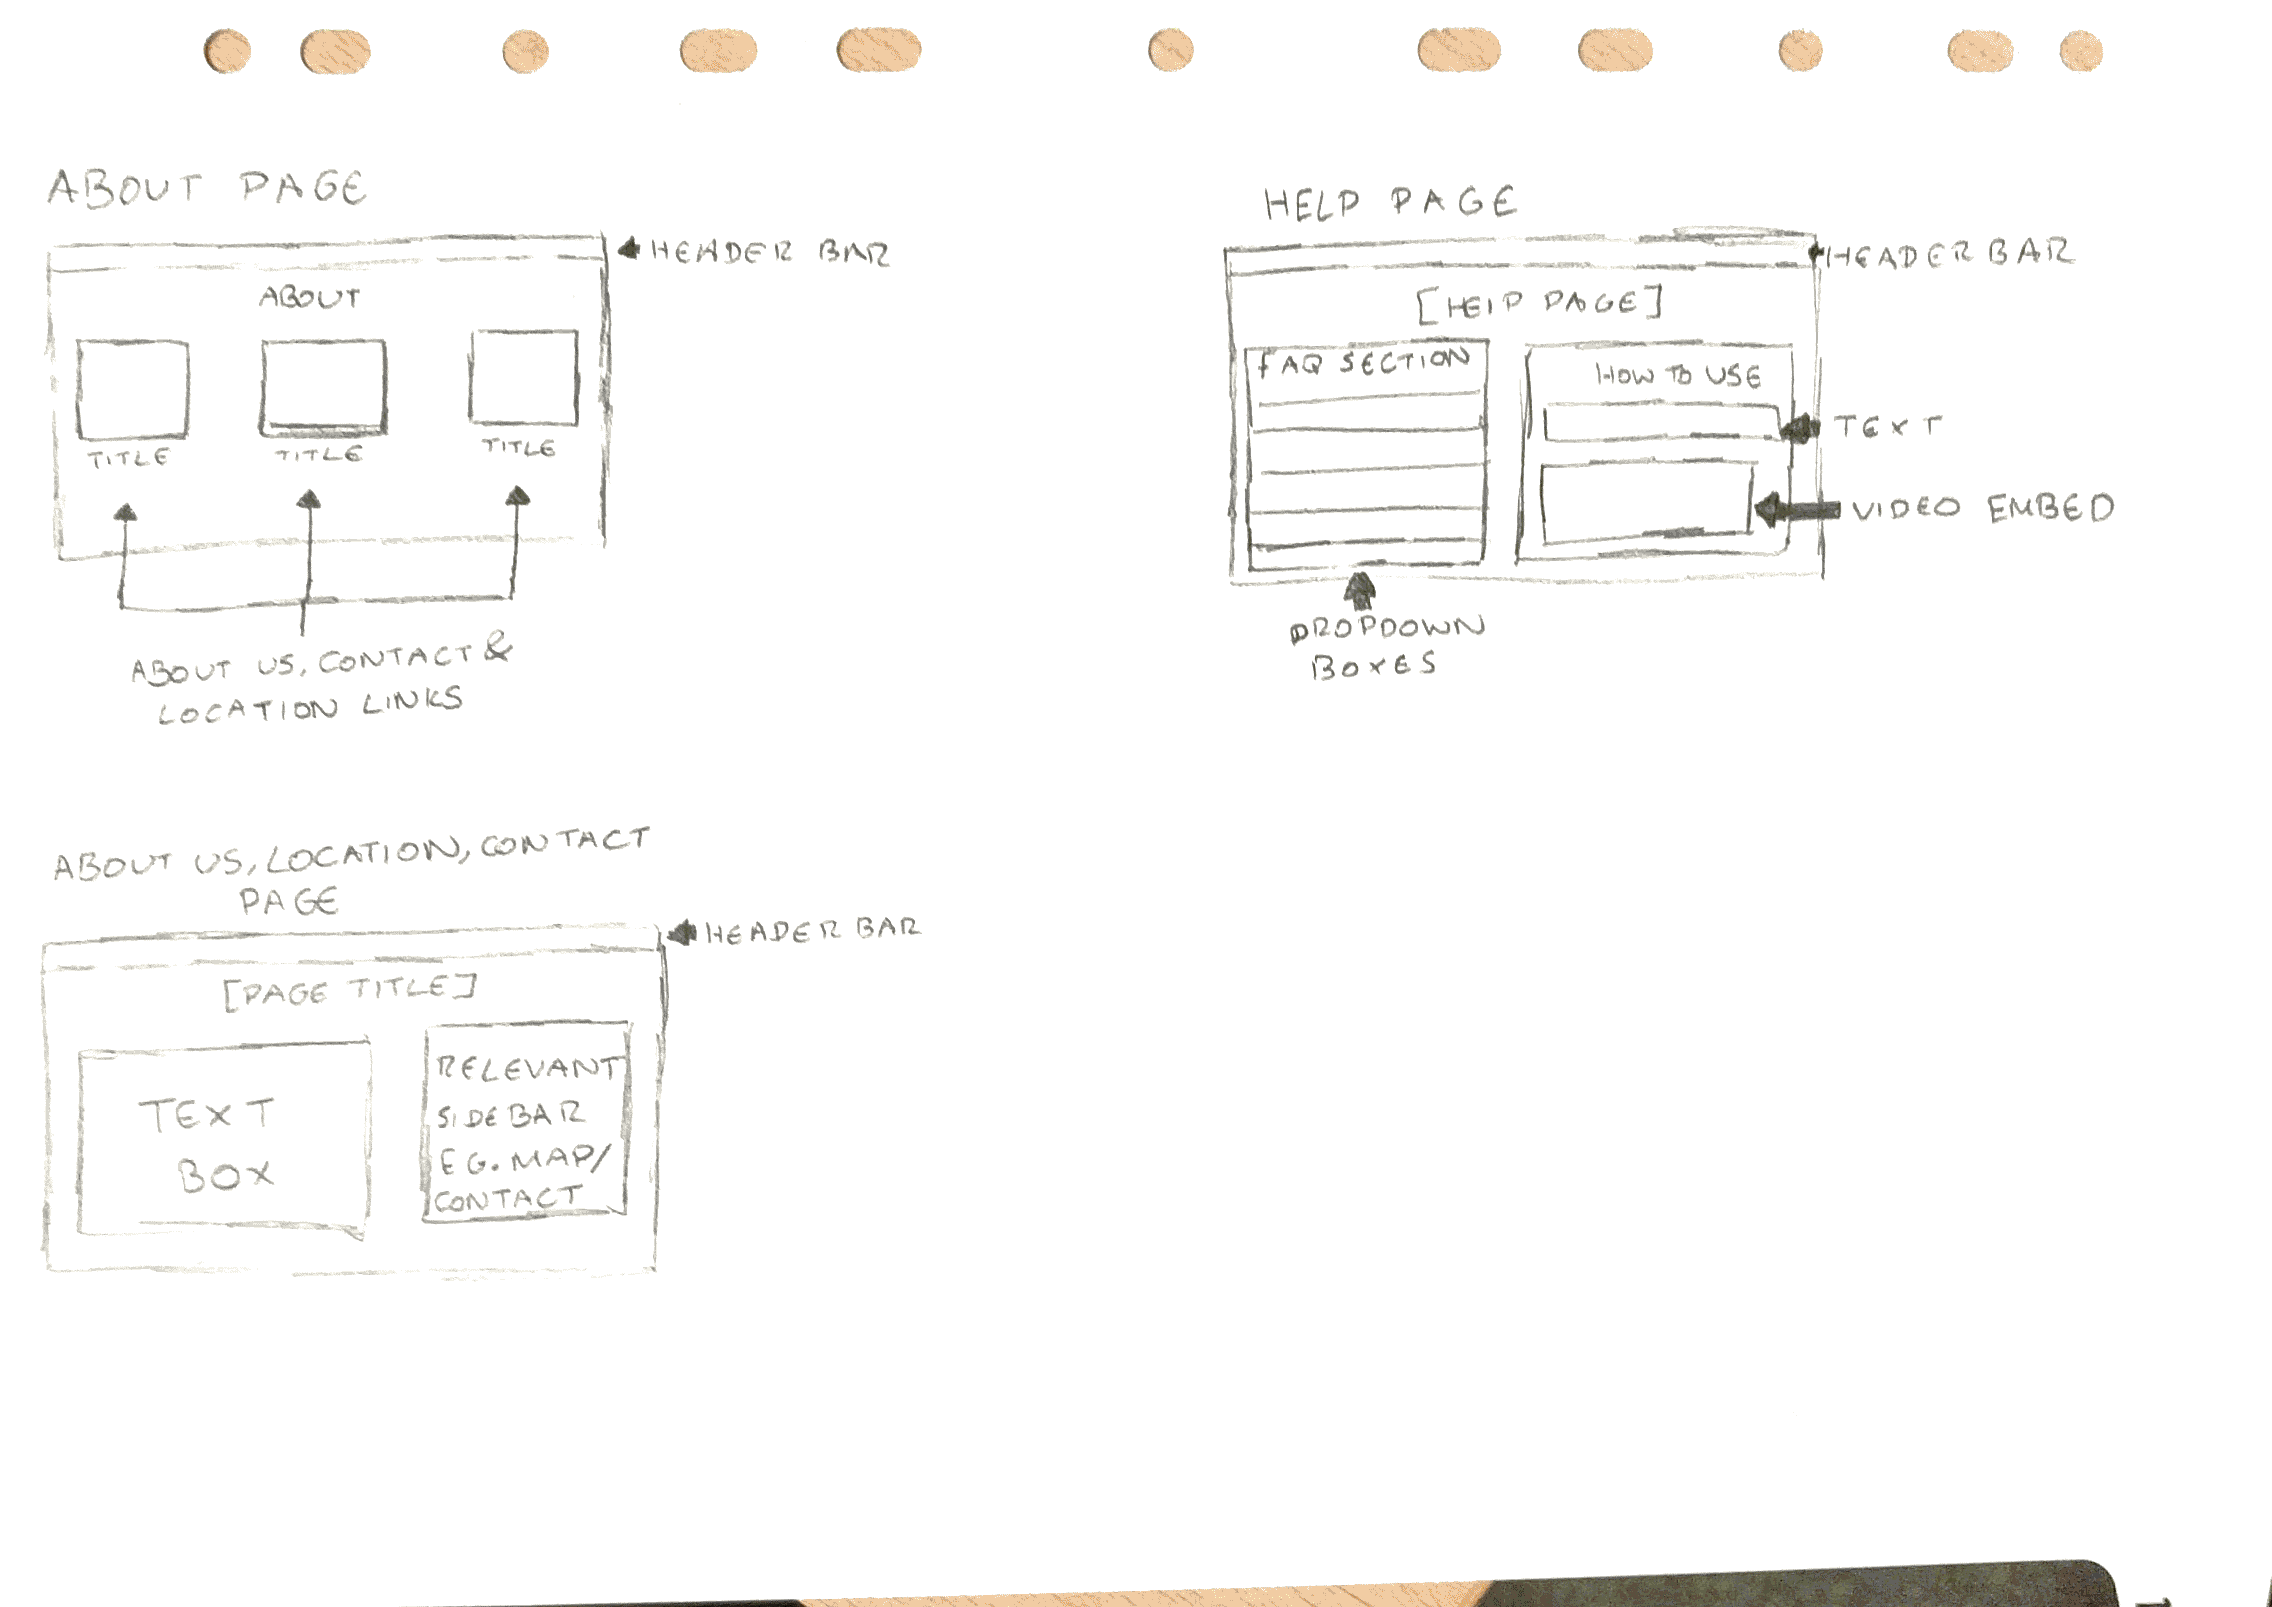 ABOUT PAGE
HEADER BAR
ABOUT
TITLE
TITLE
TITLE
ABOUT US, CONTACT &
LOCATION LINKS
HELP PAGE
HEADER BAR
[HELP PAGE]
FAQ SECTION
HOW TO USE
TEXT
VIDEO EMBED
DROPDOWN
BOXES
ABOUT US, LOCATION, CONTACT
PAGE
HEADER BAR
[PAGE TITLE]
TEXT
BOX
RELEVANT
SIDEBAR
EG. MAP/
CONTACT